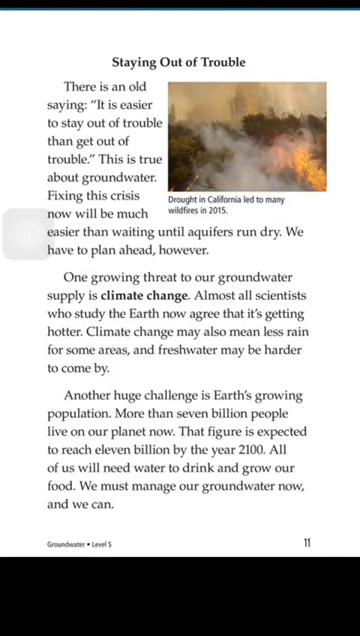 Staying Out of Trouble
There is an old
saying: “It is easier
to stay out of trouble
than get out of
trouble.” This is true
about groundwater.
Fixing this crisis
now will be much
easier than waiting until aquifers run dry. We
have to plan ahead, however.
Drought in California led to many
wildfires in 2015.
One growing threat to our groundwater
supply is climate change. Almost all scientists
who study the Earth now agree that it’s getting
hotter. Climate change may also mean less rain
for some areas, and freshwater may be harder
to come by.
Another huge challenge is Earth’s growing
population. More than seven billion people
live on our planet now. That figure is expected
to reach eleven billion by the year 2100. All
of us will need water to drink and grow our
food. We must manage our groundwater now,
and we can.
Groundwater • Level S
11